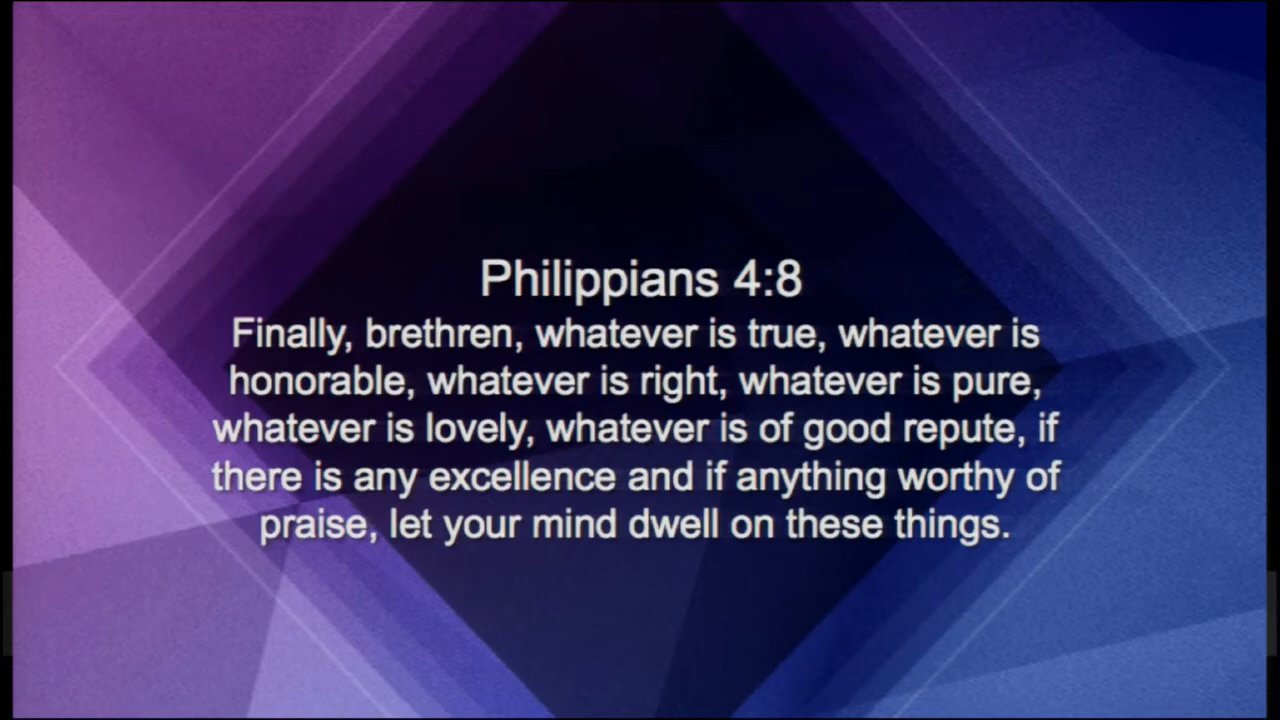 Philippians 4:8
Finally, brethren, whatever is true, whatever is
honorable, whatever is right, whatever is pure,
whatever is lovely, whatever is of good repute, if
there is any excellence and if anything worthy of
praise, let your mind dwell on these things.